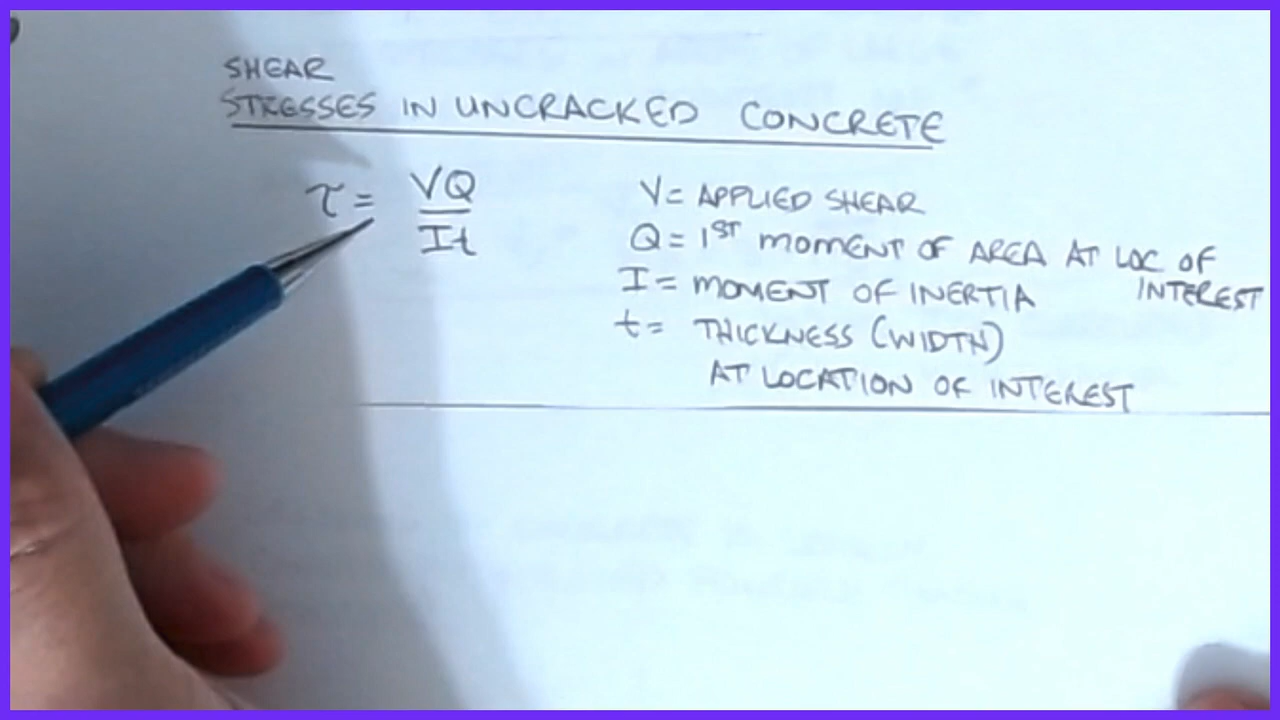 SHEAR
STRESSES IN UNCRACKED CONCRETE
τ = VQ / It
V = APPLIED SHEAR
Q = 1ST MOMENT OF AREA AT LOC OF
INTEREST
I = MOMENT OF INERTIA
t = THICKNESS (WIDTH)
AT LOCATION OF INTEREST